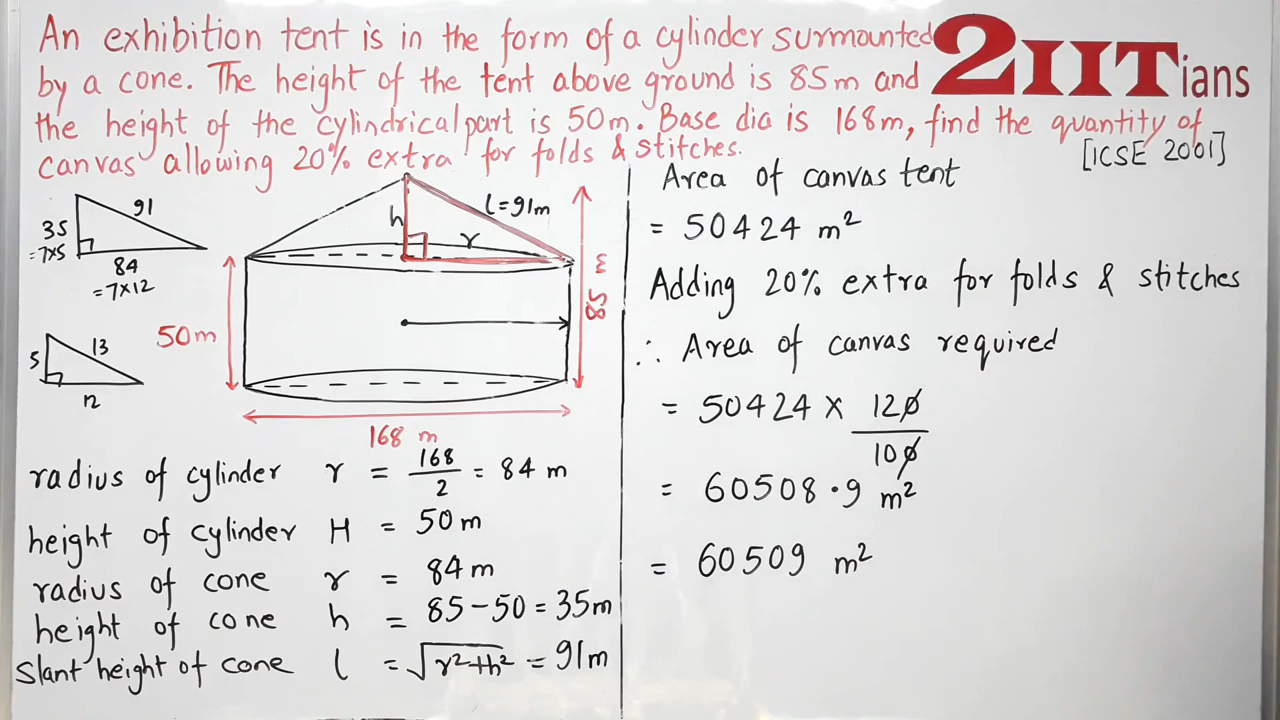 An exhibition tent is in the form of a cylinder surmounted
by a cone. The height of the tent above ground is 85m and
the height of the cylindrical part is 50m. Base dia is 168m, find the quantity of
canvas allowing 20% extra for folds & stitches.
[ICSE 2001]
2IITians
35
=7x5
91
84
=7x12
5
13
12
h
l=91m
r
50m
85 m
168 m
radius of cylinder r = 168/2 = 84 m
height of cylinder H = 50m
radius of cone r = 84m
height of cone h = 85-50=35m
Slant height of cone l = √r²+h² = 91m
Area of canvas tent
= 50424 m²
Adding 20% extra for folds & stitches
∴ Area of canvas required
= 50424 x 120/100
= 60508.9 m²
= 60509 m²